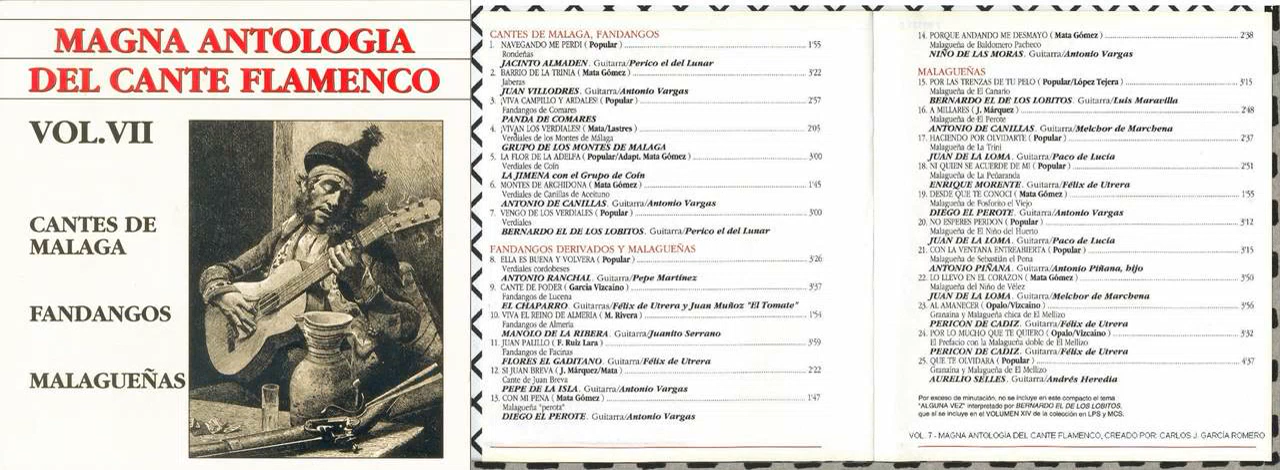 MAGNA ANTOLOGIA
DEL CANTE FLAMENCO
VOL.VII
CANTES DE
MALAGA
FANDANGOS
MALAGUEÑAS
CANTES DE MALAGA, FANDANGOS
1. NAVEGANDO ME PERDI ( Popular ) 1'55
Rondeñas
JACINTO ALMADEN. Guitarra/Perico el del Lunar
2. BARRIO DE LA TRINIA ( Mata Gómez ) 3'22
Jaberas
JUAN VILLODRES. Guitarra/Antonio Vargas
3. ¡VIVA CAMPILLO Y ARDALES! ( Popular ) 2'57
Fandangos de Comares
PANDA DE COMARES
4. ¡VIVAN LOS VERDIALES! ( Mata/Lastres ) 2'05
Verdiales de los Montes de Málaga
GRUPO DE LOS MONTES DE MALAGA
5. LA FLOR DE LA ADELFA ( Popular/Adapt. Mata Gómez ) 3'00
Verdiales de Coín
LA JIMENA con el Grupo de Coín
6. MONTES DE ARCHIDONA ( Mata Gómez ) 1'45
Verdiales de Canillas de Aceituno
ANTONIO DE CANILLAS. Guitarra/Antonio Vargas
7. VENGO DE LOS VERDIALES ( Popular ) 3'00
Verdiales
BERNARDO EL DE LOS LOBITOS. Guitarra/Perico el del Lunar
FANDANGOS DERIVADOS Y MALAGUEÑAS
8. ELLA ES BUENA Y VOLVERA ( Popular ) 3'26
Verdiales cordobeses
ANTONIO RANCHAL. Guitarra/Pepe Martínez
9. CANTE DE PODER ( García Vizcaíno ) 3'37
Fandangos de Lucena
EL CHAPARRO. Guitarras/Félix de Utrera y Juan Muñoz "El Tomate"
10. VIVA EL REINO DE ALMERIA ( M. Rivera ) 1'54
Fandangos de Almería
MANOLO DE LA RIBERA. Guitarra/Juanito Serrano
11. JUAN PALILLO ( F. Ruiz Lara ) 3'59
Fandangos de Facinas
FLORES EL GADITANO. Guitarra/Félix de Utrera
12. SI JUAN BREVA ( J. Márquez/Mata ) 2'22
Cante de Juan Breva
PEPE DE LA ISLA. Guitarra/Antonio Vargas
13. CON MI PENA ( Mata Gómez ) 1'47
Malagueña "perota"
DIEGO EL PEROTE. Guitarra/Antonio Vargas
14. PORQUE ANDANDO ME DESMAYO ( Mata Gómez ) 2'38
Malagueña de Baldomero Pacheco
NIÑO DE LAS MORAS. Guitarra/Antonio Vargas
MALAGUEÑAS
15. POR LAS TRENZAS DE TU PELO ( Popular/López Tejera ) 3'15
Malagueña de El Canario
BERNARDO EL DE LOS LOBITOS. Guitarra/Luis Maravilla
16. A MILLARES ( J. Márquez ) 2'48
Malagueña de El Perote
ANTONIO DE CANILLAS. Guitarra/Melchor de Marchena
17. HACIENDO POR OLVIDARTE ( Popular ) 2'37
Malagueña de La Trini
JUAN DE LA LOMA. Guitarra/Paco de Lucía
18. NI QUIEN SE ACUERDE DE MI ( Popular ) 2'51
Malagueña de La Peñaranda
ENRIQUE MORENTE. Guitarra/Félix de Utrera
19. DESDE QUE TE CONOCI ( Mata Gómez ) 1'55
Malagueña de Fosforito el Viejo
DIEGO EL PEROTE. Guitarra/Antonio Vargas
20. NO ESPERES PERDON ( Popular ) 3'12
Malagueña de El Niño del Huerto
JUAN DE LA LOMA. Guitarra/Paco de Lucía
21. CON LA VENTANA ENTREABIERTA ( Popular ) 3'15
Malagueña de Sebastián el Pena
ANTONIO PIÑANA. Guitarra/Antonio Piñana, hijo
22. LO LLEVO EN EL CORAZON ( Mata Gómez ) 3'50
Malagueña del Niño de Vélez
JUAN DE LA LOMA. Guitarra/Melchor de Marchena
23. AL AMANECER ( Opalo/Vizcaíno ) 3'56
Granaína y Malagueña chica de El Mellizo
PERICON DE CADIZ. Guitarra/Félix de Utrera
24. POR LO MUCHO QUE TE QUIERO ( Opalo/Vizcaíno ) 3'32
El Prefacio con la Malagueña doble de El Mellizo
PERICON DE CADIZ. Guitarra/Félix de Utrera
25. QUE TE OLVIDARA ( Popular ) 4'37
Granaína y Malagueña de El Mellizo
AURELIO SELLES. Guitarra/Andrés Heredia
Por exceso de minutación, no se incluye en este compacto el tema
"ALGUNA VEZ" interpretado por BERNARDO EL DE LOS LOBITOS,
que sí se incluye en el VOLUMEN XIV de la colección en LPS y MCS.
VOL. 7 - MAGNA ANTOLOGIA DEL CANTE FLAMENCO, CREADO POR: CARLOS J. GARCÍA ROMERO